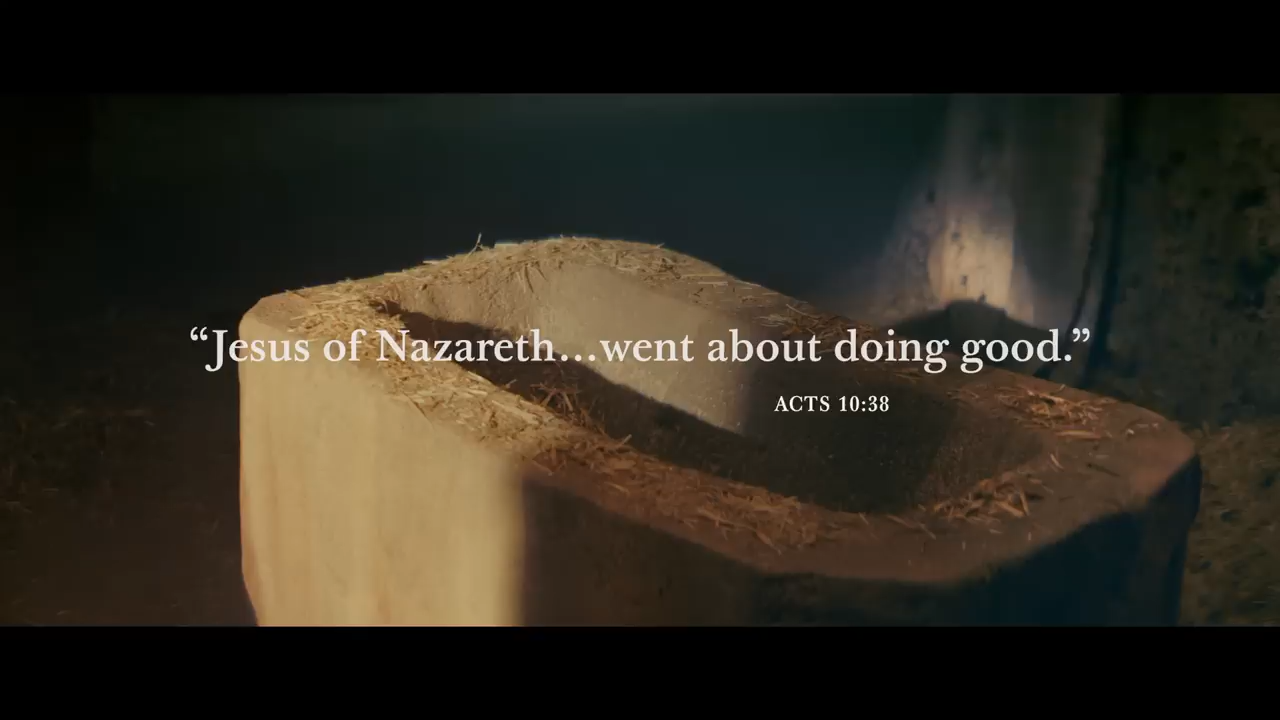 “Jesus of Nazareth...went about doing good.”
ACTS 10:38